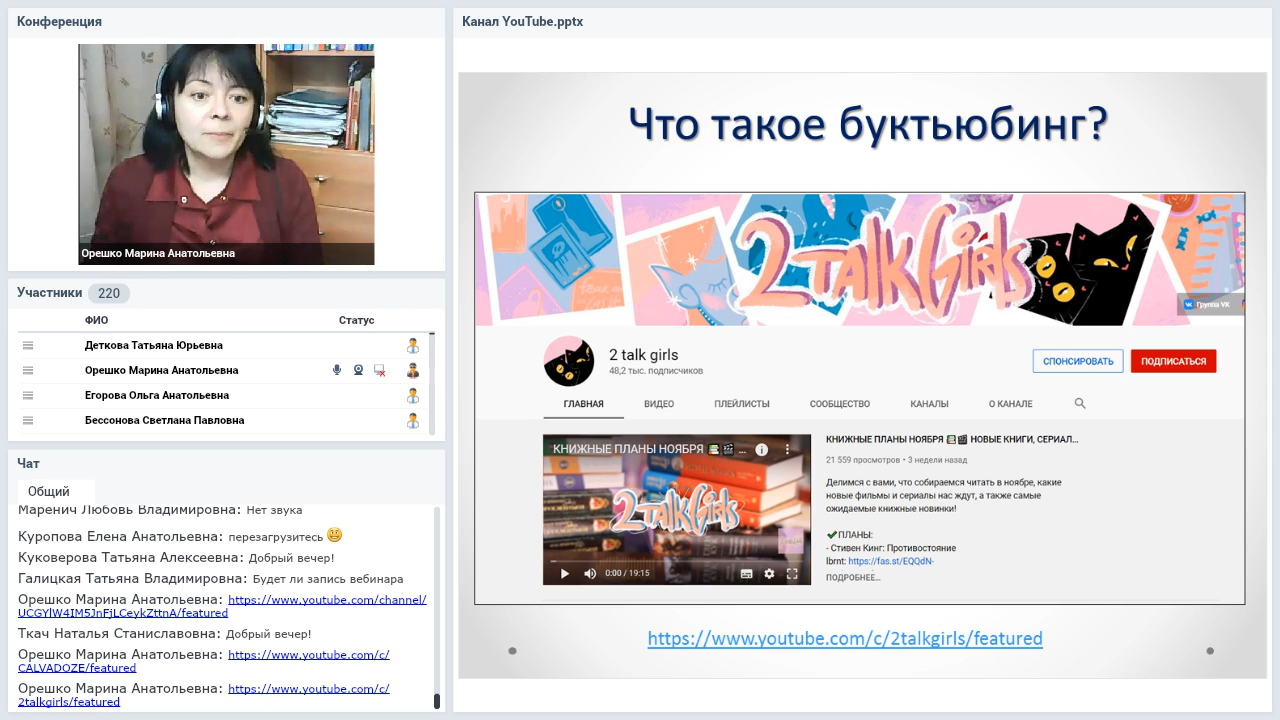 Конференция
Орешко Марина Анатольевна
Участники 220
ФИО Статус
Деткова Татьяна Юрьевна
Орешко Марина Анатольевна
Егорова Ольга Анатольевна
Бессонова Светлана Павловна
Чат
Общий
Маренич Любовь Владимировна: Нет звука
Куропова Елена Анатольевна: перезагрузитесь
Куковерова Татьяна Алексеевна: Добрый вечер!
Галицкая Татьяна Владимировна: Будет ли запись вебинара
Орешко Марина Анатольевна: https://www.youtube.com/channel/
UCGYlW4IM5JnFjLCeykZttnA/featured
Ткач Наталья Станиславовна: Добрый вечер!
Орешко Марина Анатольевна: https://www.youtube.com/c/
CALVADOZE/featured
Орешко Марина Анатольевна: https://www.youtube.com/c/
2talkgirls/featured
Канал YouTube.pptx
Что такое буктьюбинг?
2 TALK GiRLS
Группа VK
2 talk girls
48,2 тыс. подписчиков
СПОНСИРОВАТЬ
ПОДПИСАТЬСЯ
ГЛАВНАЯ ВИДЕО ПЛЕЙЛИСТЫ СООБЩЕСТВО КАНАЛЫ О КАНАЛЕ
КНИЖНЫЕ ПЛАНЫ НОЯБРЯ ...
2 TALK GiRLS
0:00 / 19:15
КНИЖНЫЕ ПЛАНЫ НОЯБРЯ НОВЫЕ КНИГИ, СЕРИАЛ...
21 559 просмотров • 3 недели назад
Делимся с вами, что собираемся читать в ноябре, какие
новые фильмы и сериалы нас ждут, а также самые
ожидаемые книжные новинки!
✔ПЛАНЫ:
- Стивен Кинг: Противостояние
lbrnt: https://fas.st/EQQdN-
ПОДРОБНЕЕ...
https://www.youtube.com/c/2talkgirls/featured